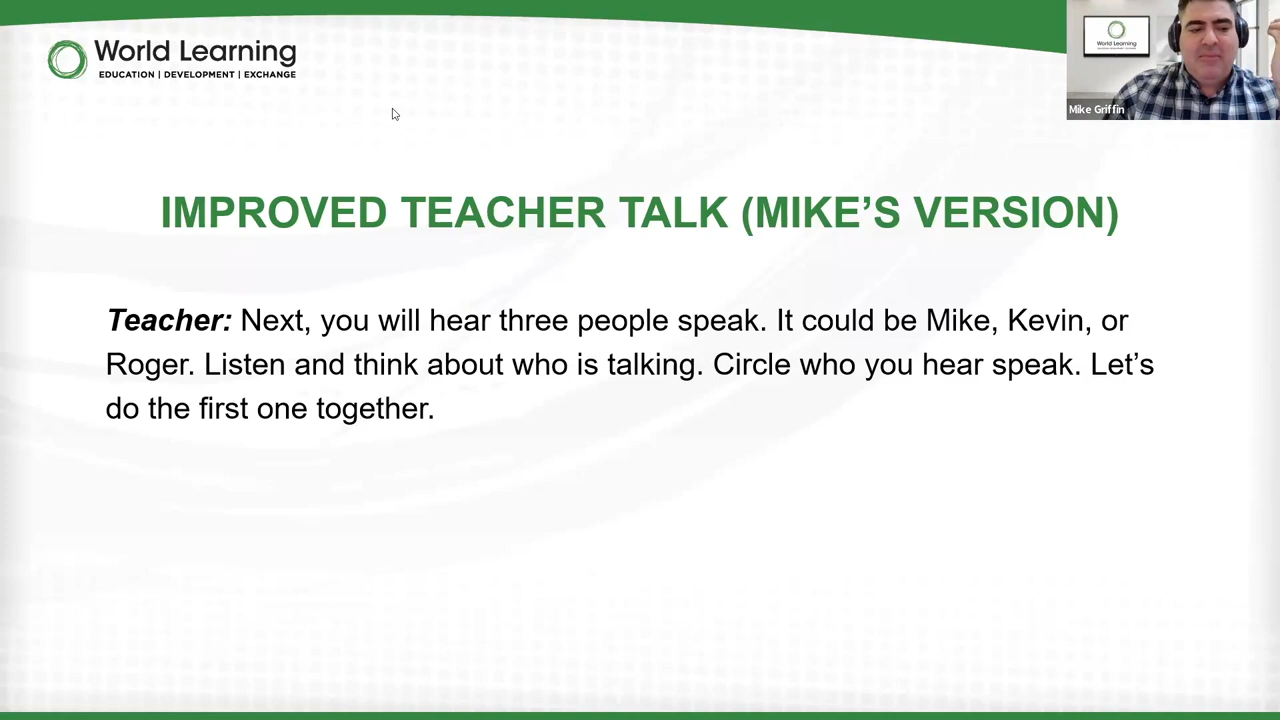 World Learning
EDUCATION | DEVELOPMENT | EXCHANGE
World Learning
Mike Griffin
IMPROVED TEACHER TALK (MIKE’S VERSION)
Teacher: Next, you will hear three people speak. It could be Mike, Kevin, or
Roger. Listen and think about who is talking. Circle who you hear speak. Let’s
do the first one together.